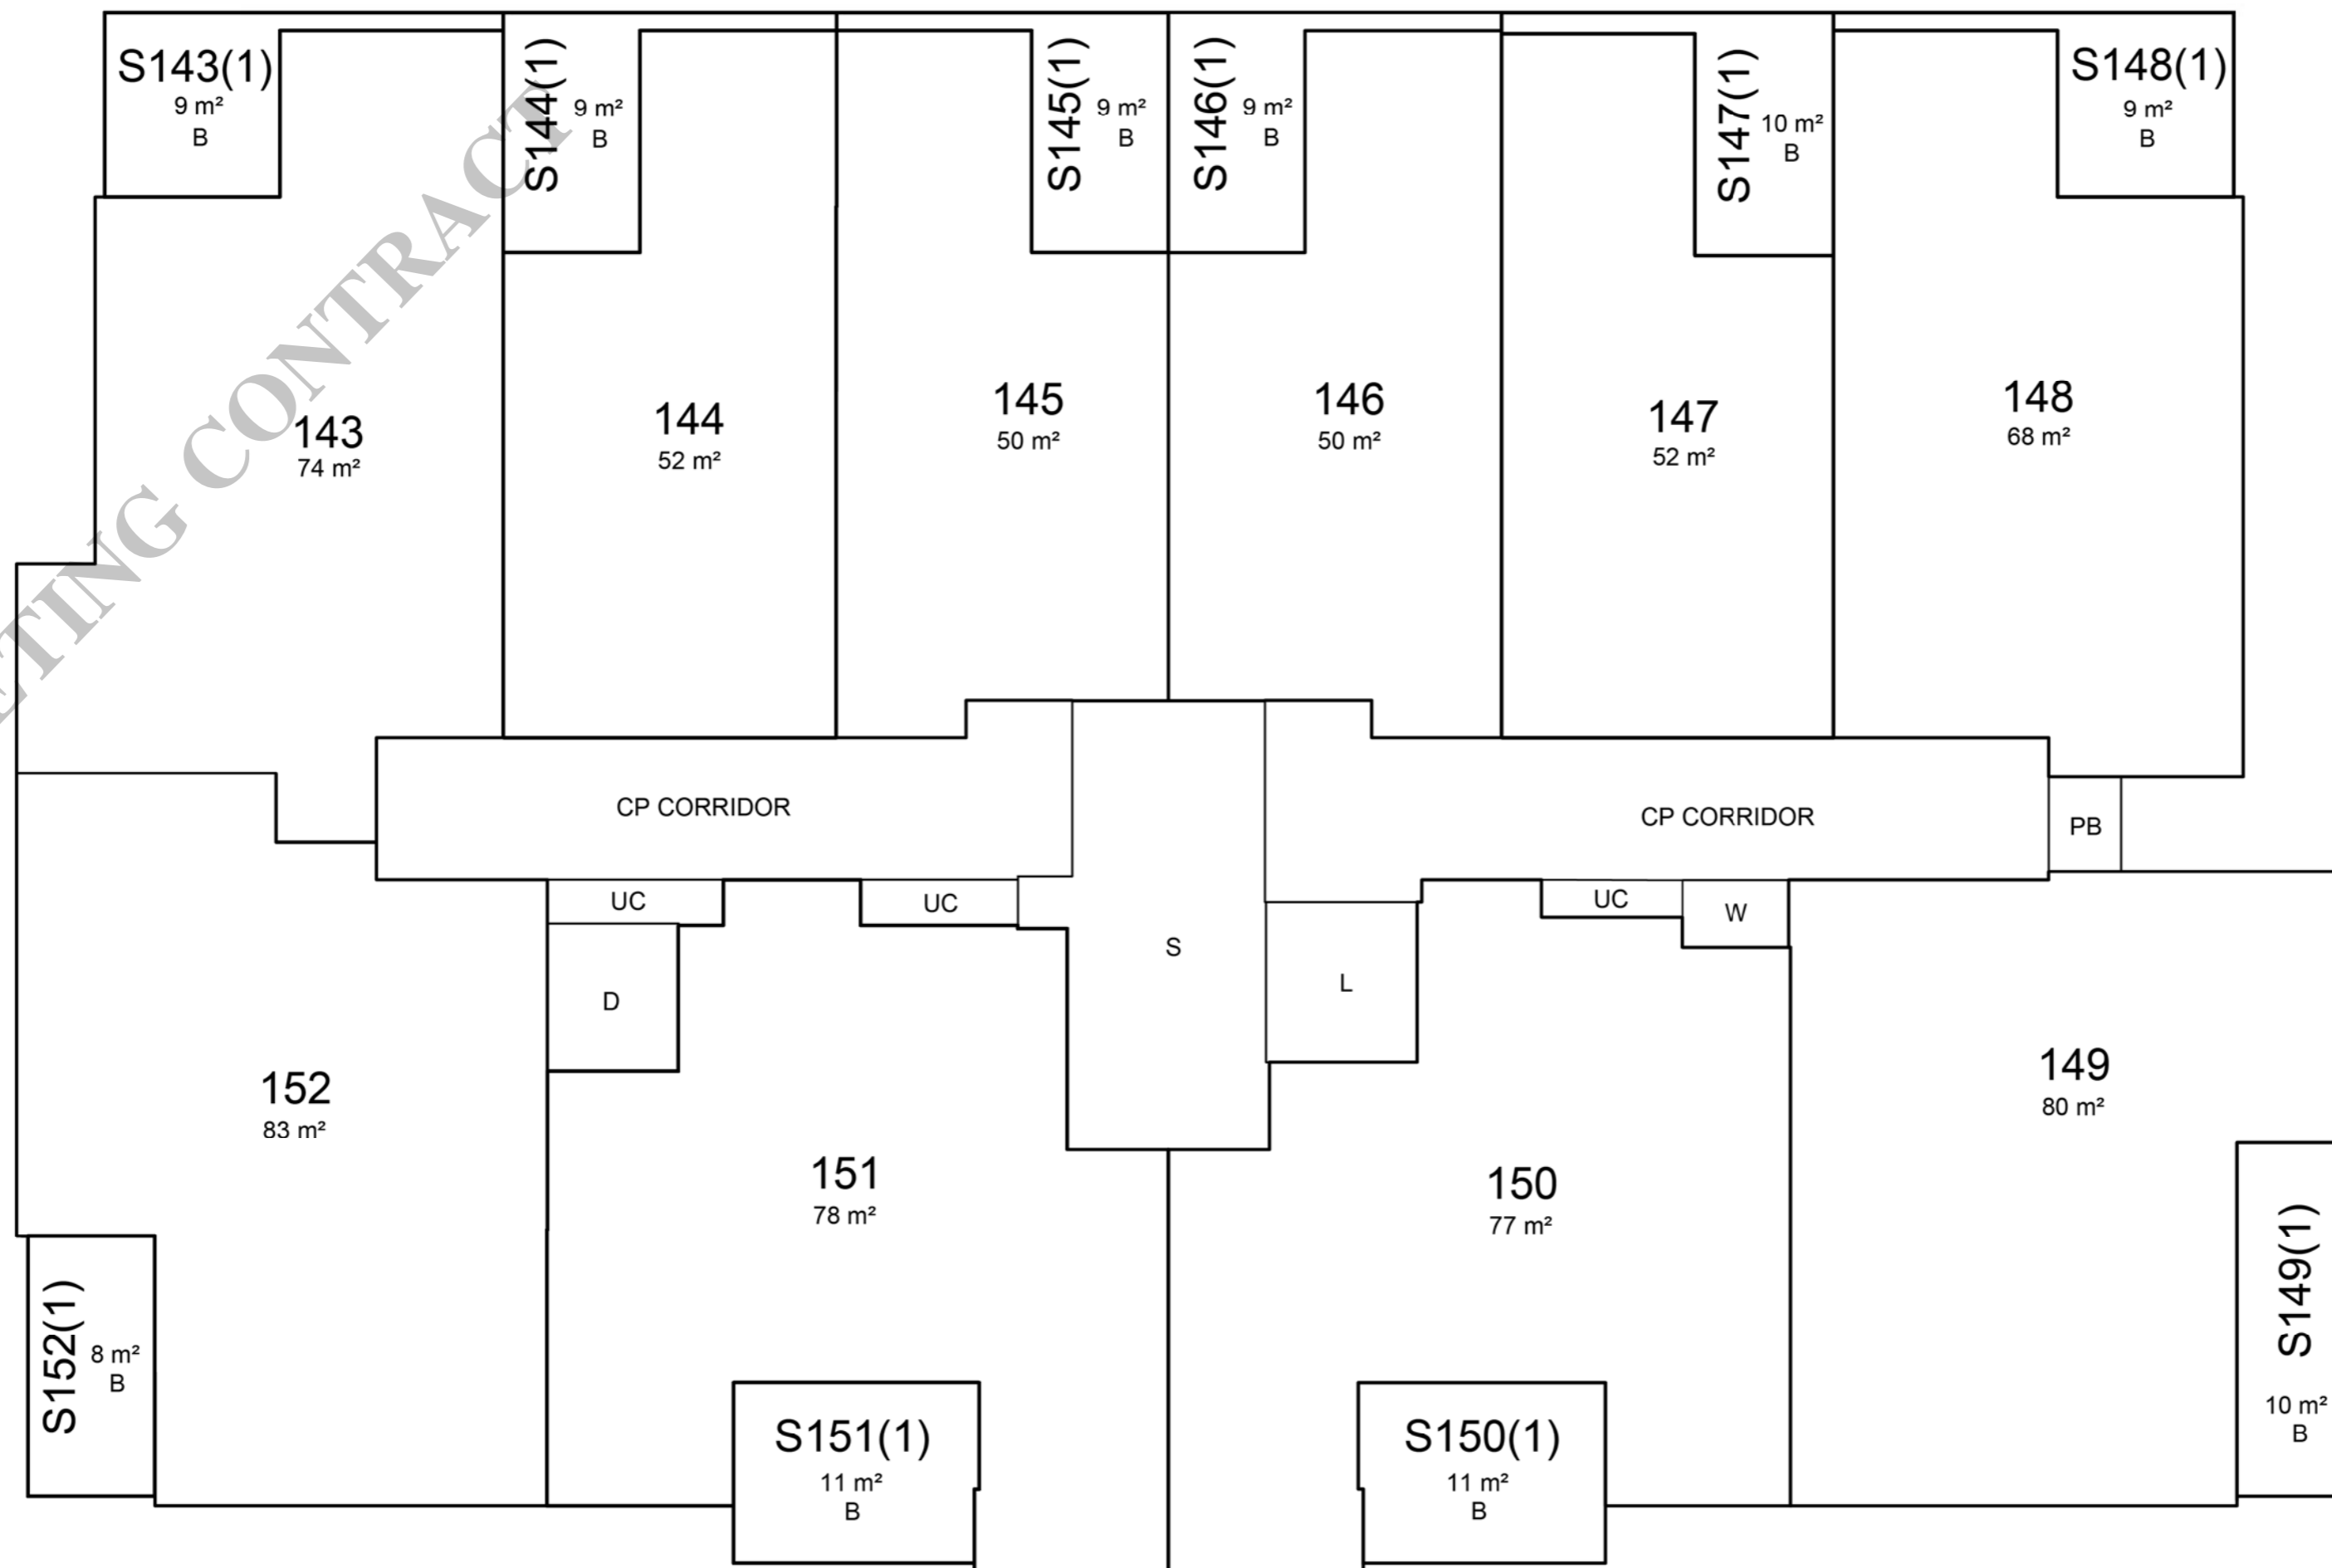 S143(1)
9 m²
B
S144(1)
9 m²
B
S145(1)
9 m²
B
S146(1)
9 m²
B
S147(1)
10 m²
B
S148(1)
9 m²
B
143
74 m²
144
52 m²
145
50 m²
146
50 m²
147
52 m²
148
68 m²
CONTRACT
CP CORRIDOR
CP CORRIDOR
PB
UC
UC
UC
W
D
S
L
152
83 m²
151
78 m²
150
77 m²
149
80 m²
S152(1)
8 m²
B
S151(1)
11 m²
B
S150(1)
11 m²
B
S149(1)
10 m²
B